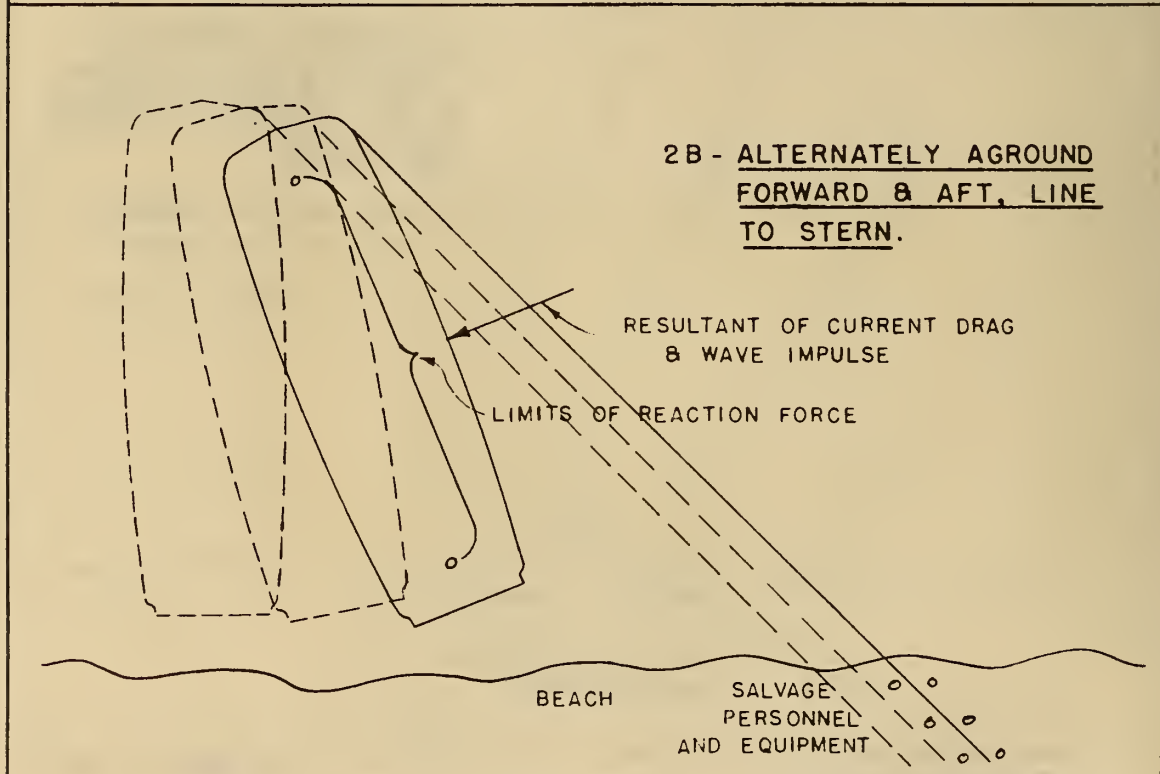 2B - ALTERNATELY AGROUND
FORWARD & AFT, LINE
TO STERN.
RESULTANT OF CURRENT DRAG
& WAVE IMPULSE
LIMITS OF REACTION FORCE
BEACH
SALVAGE
PERSONNEL
AND EQUIPMENT